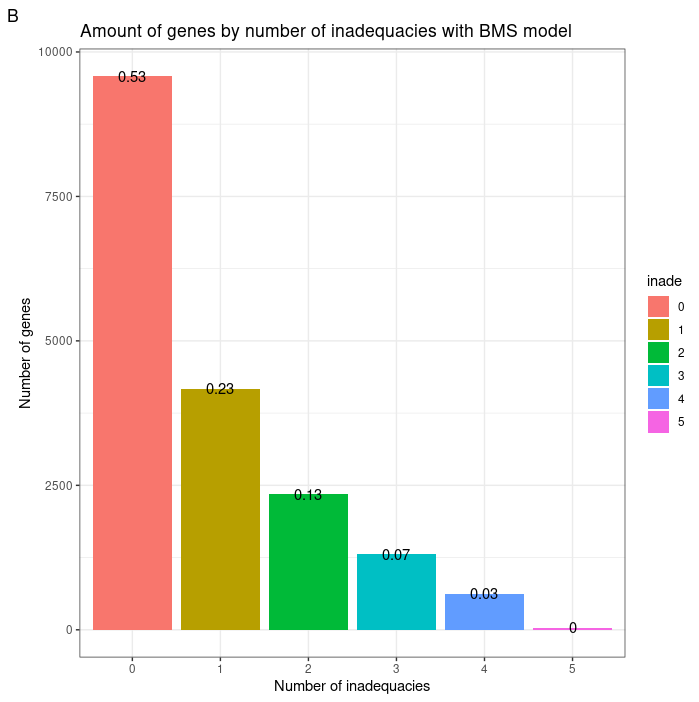 B
Amount of genes by number of inadequacies with BMS model
10000
7500
5000
2500
0
Number of genes
0.53
0.23
0.13
0.07
0.03
0
0 1 2 3 4 5
Number of inadequacies
inade
0
1
2
3
4
5